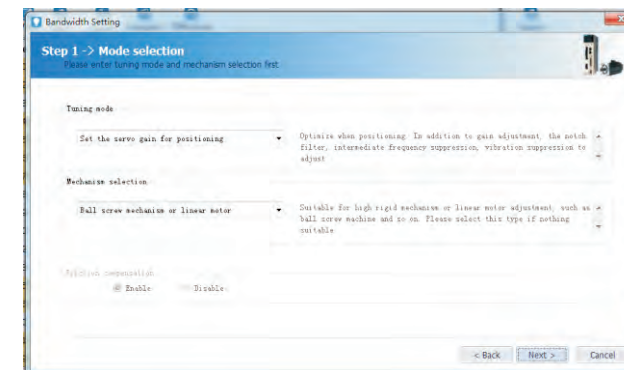 Bandwidth Setting
Step 1 -> Mode selection
Please enter tuning mode and mechanism selection first
Tuning mode
Set the servo gain for positioning
Optimize when positioning. In addition to gain adjustment, the notch
filter, intermediate frequency suppression, vibration suppression to
adjust
Mechanism selection
Ball screw mechanism or linear motor
Suitable for high rigid mechanism or linear motor adjustment, such as
ball screw machine and so on. Please select this type if nothing
suitable
Friction compensation
Enable Disable
< Back Next > Cancel